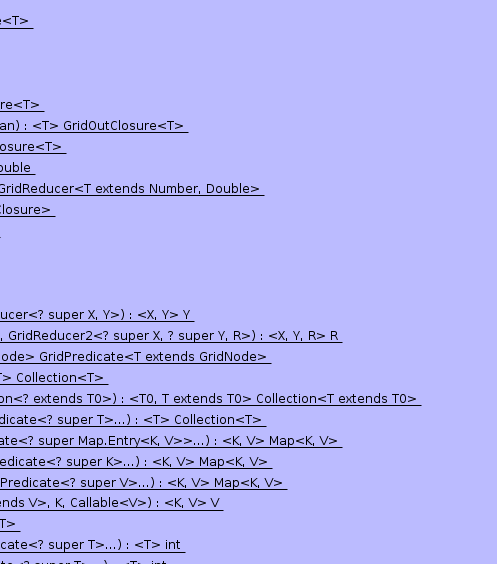 e<T>
re<T>
an) : <T> GridOutClosure<T>
osure<T>
ouble
GridReducer<T extends Number, Double>
Closure>
ucer<? super X, Y>) : <X, Y> Y
, GridReducer2<? super X, ? super Y, R>) : <X, Y, R> R
ode> GridPredicate<T extends GridNode>
T> Collection<T>
on<? extends T0>) : <T0, T extends T0> Collection<T extends T0>
dicate<? super T>...) : <T> Collection<T>
ate<? super Map.Entry<K, V>>...) : <K, V> Map<K, V>
edicate<? super K>...) : <K, V> Map<K, V>
Predicate<? super V>...) : <K, V> Map<K, V>
ends V>, K, Callable<V>) : <K, V> V
T>
cate<? super T>...) : <T> int